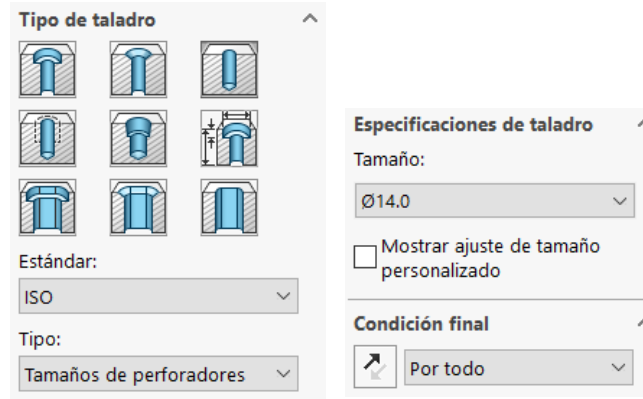 Tipo de taladro
Estándar:
ISO
Tipo:
Tamaños de perforadores
Especificaciones de taladro
Tamaño:
Ø14.0
Mostrar ajuste de tamaño
personalizado
Condición final
Por todo